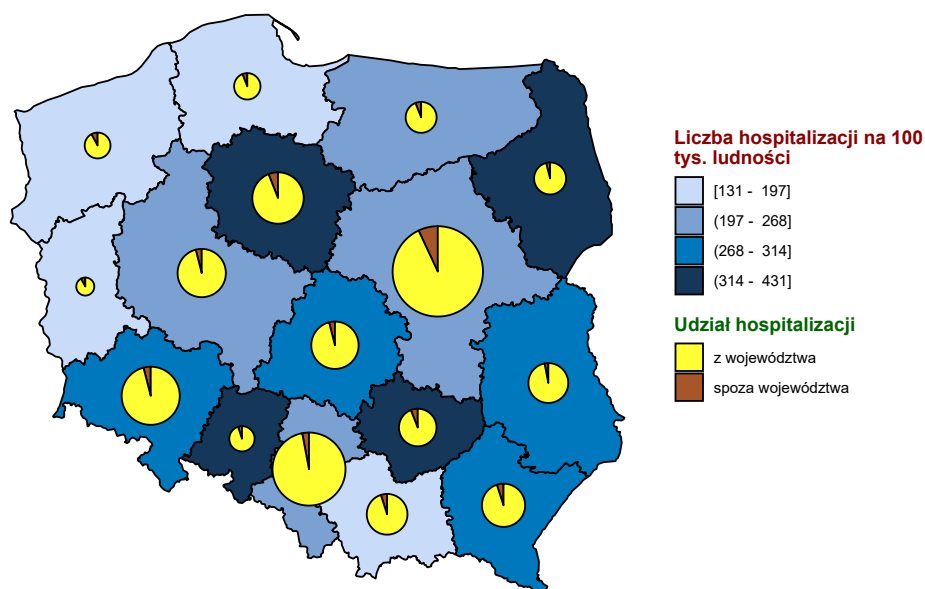 Liczba hospitalizacji na 100
tys. ludności
[131 - 197]
(197 - 268]
(268 - 314]
(314 - 431]
Udział hospitalizacji
z województwa
spoza województwa